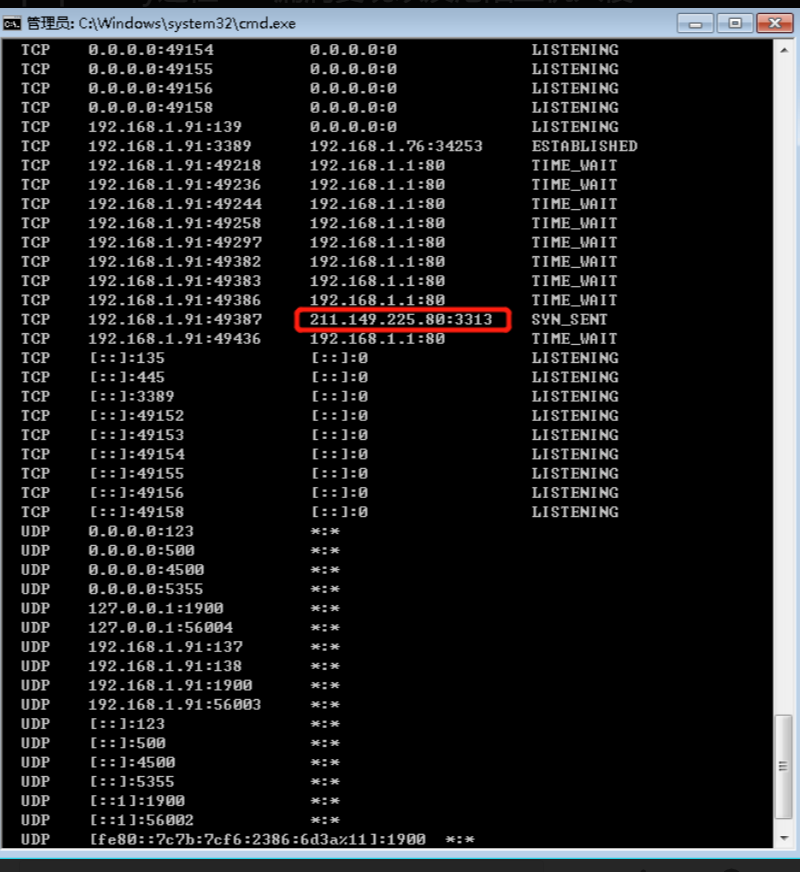 管理员: C:\Windows\system32\cmd.exe
TCP 0.0.0.0:49154 0.0.0.0:0 LISTENING
TCP 0.0.0.0:49155 0.0.0.0:0 LISTENING
TCP 0.0.0.0:49156 0.0.0.0:0 LISTENING
TCP 0.0.0.0:49158 0.0.0.0:0 LISTENING
TCP 192.168.1.91:139 0.0.0.0:0 LISTENING
TCP 192.168.1.91:3389 192.168.1.76:34253 ESTABLISHED
TCP 192.168.1.91:49218 192.168.1.1:80 TIME_WAIT
TCP 192.168.1.91:49236 192.168.1.1:80 TIME_WAIT
TCP 192.168.1.91:49244 192.168.1.1:80 TIME_WAIT
TCP 192.168.1.91:49258 192.168.1.1:80 TIME_WAIT
TCP 192.168.1.91:49297 192.168.1.1:80 TIME_WAIT
TCP 192.168.1.91:49382 192.168.1.1:80 TIME_WAIT
TCP 192.168.1.91:49383 192.168.1.1:80 TIME_WAIT
TCP 192.168.1.91:49386 192.168.1.1:80 TIME_WAIT
TCP 192.168.1.91:49387 211.149.225.80:3313 SYN_SENT
TCP 192.168.1.91:49436 192.168.1.1:80 TIME_WAIT
TCP [::]:135 [::]:0 LISTENING
TCP [::]:445 [::]:0 LISTENING
TCP [::]:3389 [::]:0 LISTENING
TCP [::]:49152 [::]:0 LISTENING
TCP [::]:49153 [::]:0 LISTENING
TCP [::]:49154 [::]:0 LISTENING
TCP [::]:49155 [::]:0 LISTENING
TCP [::]:49156 [::]:0 LISTENING
TCP [::]:49158 [::]:0 LISTENING
UDP 0.0.0.0:123 *:*
UDP 0.0.0.0:500 *:*
UDP 0.0.0.0:4500 *:*
UDP 0.0.0.0:5355 *:*
UDP 127.0.0.1:1900 *:*
UDP 127.0.0.1:56004 *:*
UDP 192.168.1.91:137 *:*
UDP 192.168.1.91:138 *:*
UDP 192.168.1.91:1900 *:*
UDP 192.168.1.91:56003 *:*
UDP [::]:123 *:*
UDP [::]:500 *:*
UDP [::]:4500 *:*
UDP [::]:5355 *:*
UDP [::1]:1900 *:*
UDP [::1]:56002 *:*
UDP [fe80::7c7b:7cf6:2386:6d3a%11]:1900 *:*